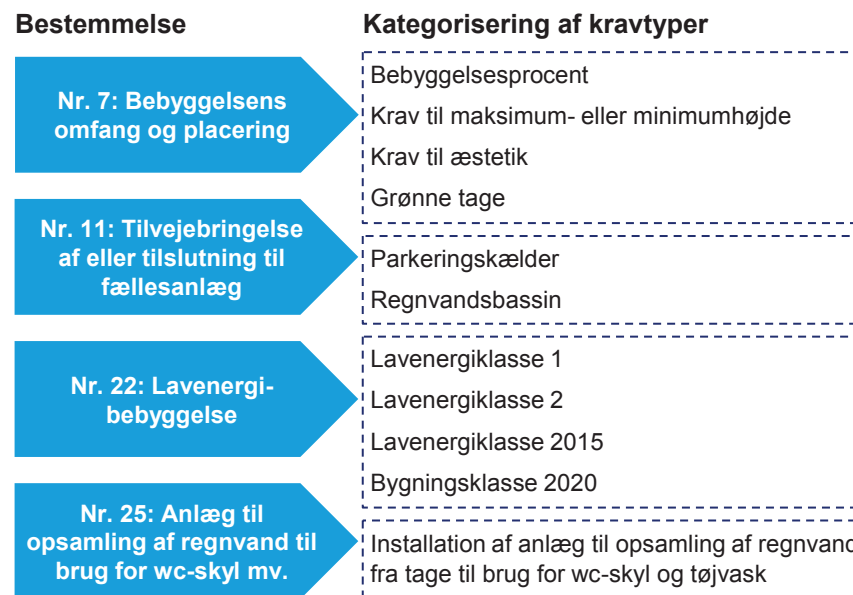 Bestemmelse
Kategorisering af kravtyper
Nr. 7: Bebyggelsens
omfang og placering
Bebyggelsesprocent
Krav til maksimum- eller minimumhøjde
Krav til æstetik
Grønne tage
Nr. 11: Tilvejebringelse
af eller tilslutning til
fællesanlæg
Parkeringskælder
Regnvandsbassin
Nr. 22: Lavenergi-
bebyggelse
Lavenergiklasse 1
Lavenergiklasse 2
Lavenergiklasse 2015
Bygningsklasse 2020
Nr. 25: Anlæg til
opsamling af regnvand til
brug for wc-skyl mv.
Installation af anlæg til opsamling af regnvand
fra tage til brug for wc-skyl og tøjvask